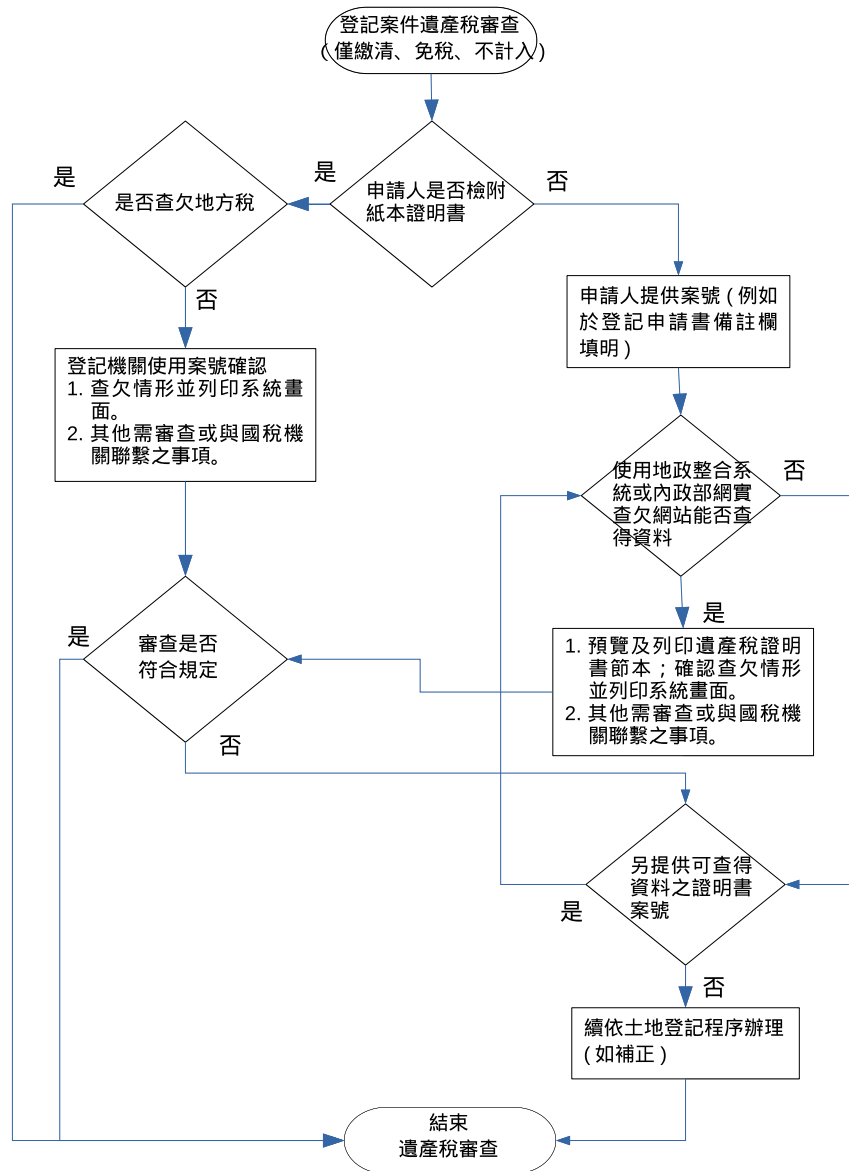 登記案件遺產稅審查
(僅繳清、免稅、不計入)
是
是否查欠地方稅
是
申請人是否檢附
紙本證明書
否
否
申請人提供案號(例如
於登記申請書備註欄
填明)
登記機關使用案號確認
1. 查欠情形並列印系統畫
面。
2. 其他需審查或與國稅機
關聯繫之事項。
使用地政整合系
統或內政部網實
查欠網站能否查
得資料
否
是
是
審查是否
符合規定
否
1. 預覽及列印遺產稅證明
書節本；確認查欠情形
並列印系統畫面。
2. 其他需審查或與國稅機
關聯繫之事項。
另提供可查得
資料之證明書
案號
是
否
續依土地登記程序辦理
(如補正)
結束
遺產稅審查